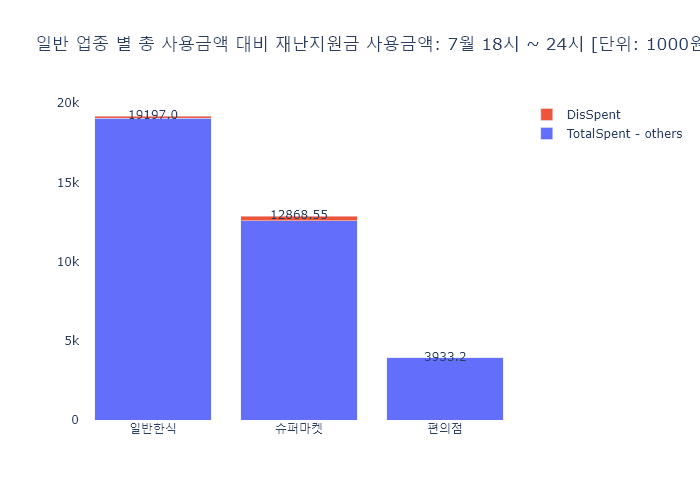 일반 업종 별 총 사용금액 대비 재난지원금 사용금액: 7월 18시 ~ 24시 [단위: 1000원
20k
15k
10k
5k
0
19197.0
12868.55
3933.2
일반한식
슈퍼마켓
편의점
DisSpent
TotalSpent - others